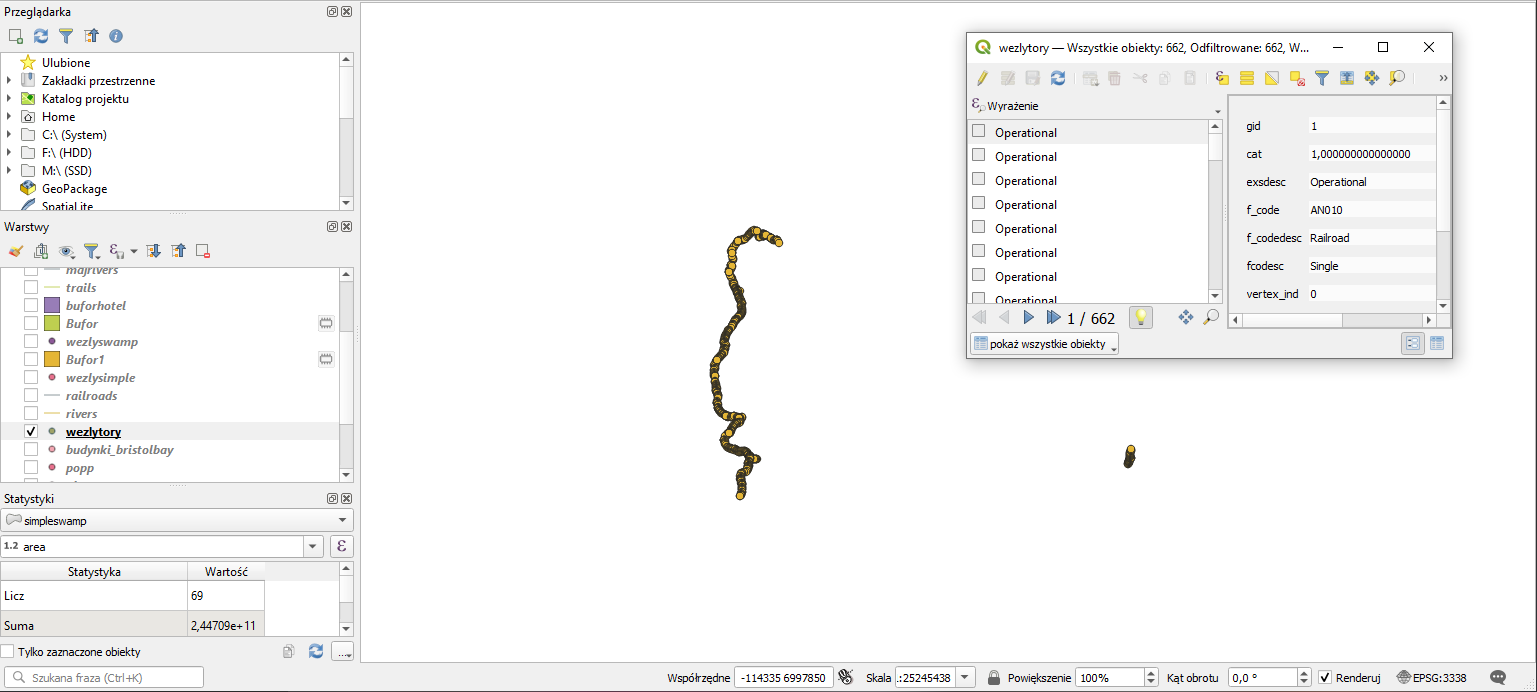 Przeglądarka
Ulubione
Zakładki przestrzenne
Katalog projektu
Home
C:\ (System)
F:\ (HDD)
M:\ (SSD)
GeoPackage
SpatiaLite
Warstwy
majrivers
trails
buforhotel
Bufor
wezlyswamp
Bufor1
wezlysimple
railroads
rivers
wezlytory
budynki_bristolbay
popp
Statystyki
simpleswamp
1.2 area
ε
Statystyka Wartość
Licz 69
Suma 2,44709e+11
Tylko zaznaczone obiekty
...
Szukana fraza (Ctrl+K)
wezlytory — Wszystkie obiekty: 662, Odfiltrowane: 662, W...
»
Wyrażenie
Operational
Operational
Operational
Operational
Operational
Operational
Operational
Operational
gid 1
cat 1,000000000000000
exsdesc Operational
f_code AN010
f_codedesc Railroad
fcodesc Single
vertex_ind 0
1 / 662
pokaż wszystkie obiekty
Współrzędne -114335 6997850 Skala .:25245438 Powiększenie 100% Kąt obrotu 0,0 ° Renderuj EPSG:3338